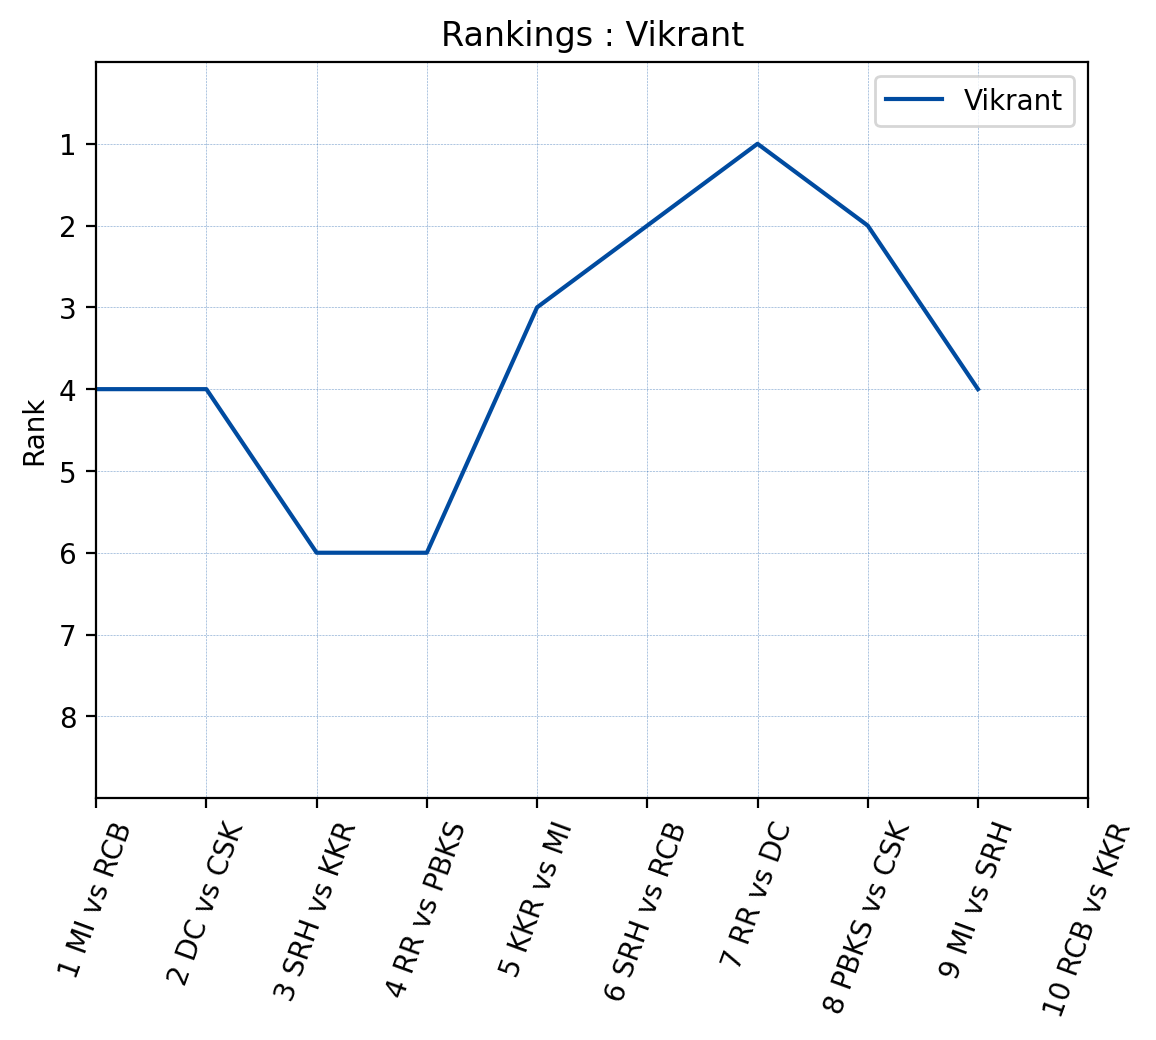 Rankings : Vikrant
Vikrant
Rank
1
2
3
4
5
6
7
8
1 MI vs RCB
2 DC vs CSK
3 SRH vs KKR
4 RR vs PBKS
5 KKR vs MI
6 SRH vs RCB
7 RR vs DC
8 PBKS vs CSK
9 MI vs SRH
10 RCB vs KKR